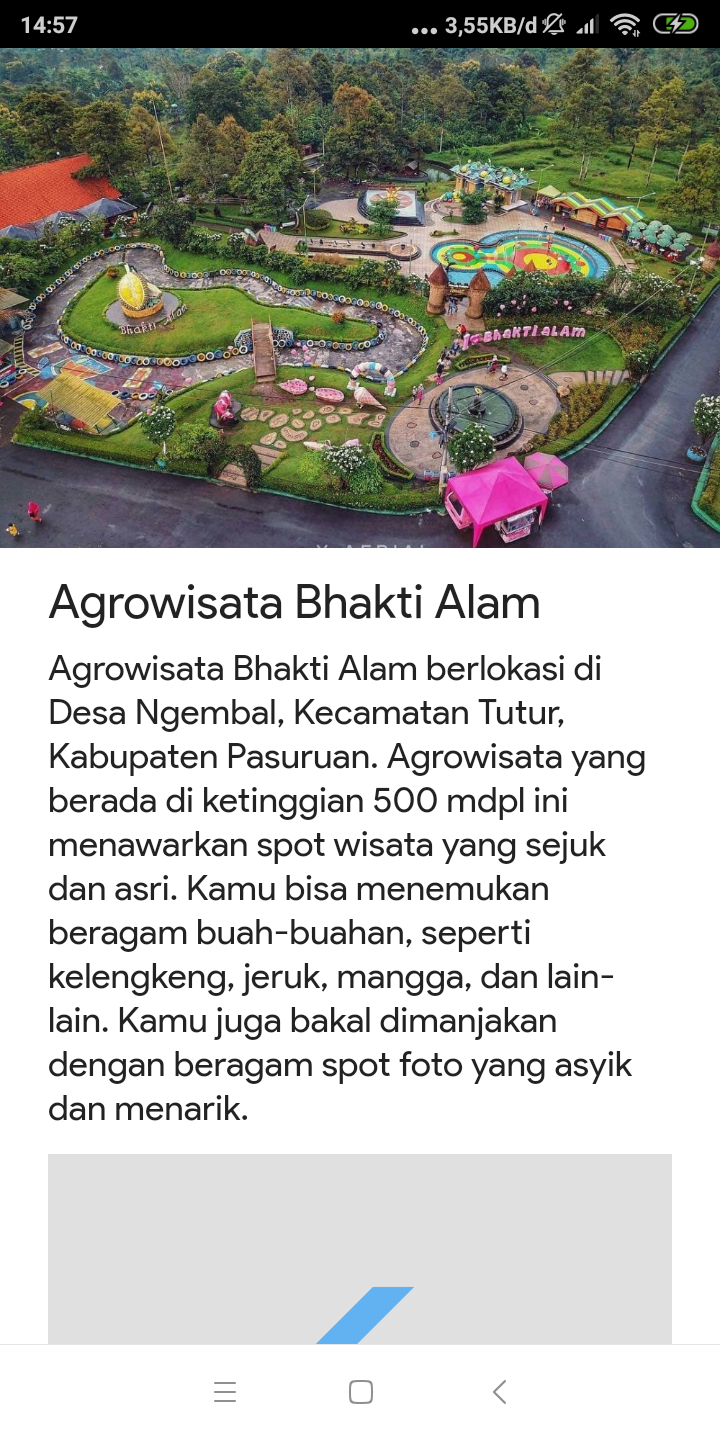 14:57
... 3,55KB/d
Bhakti Alam
BHAKTI ALAM
Agrowisata Bhakti Alam
Agrowisata Bhakti Alam berlokasi di
Desa Ngembal, Kecamatan Tutur,
Kabupaten Pasuruan. Agrowisata yang
berada di ketinggian 500 mdpl ini
menawarkan spot wisata yang sejuk
dan asri. Kamu bisa menemukan
beragam buah-buahan, seperti
kelengkeng, jeruk, mangga, dan lain-
lain. Kamu juga bakal dimanjakan
dengan beragam spot foto yang asyik
dan menarik.